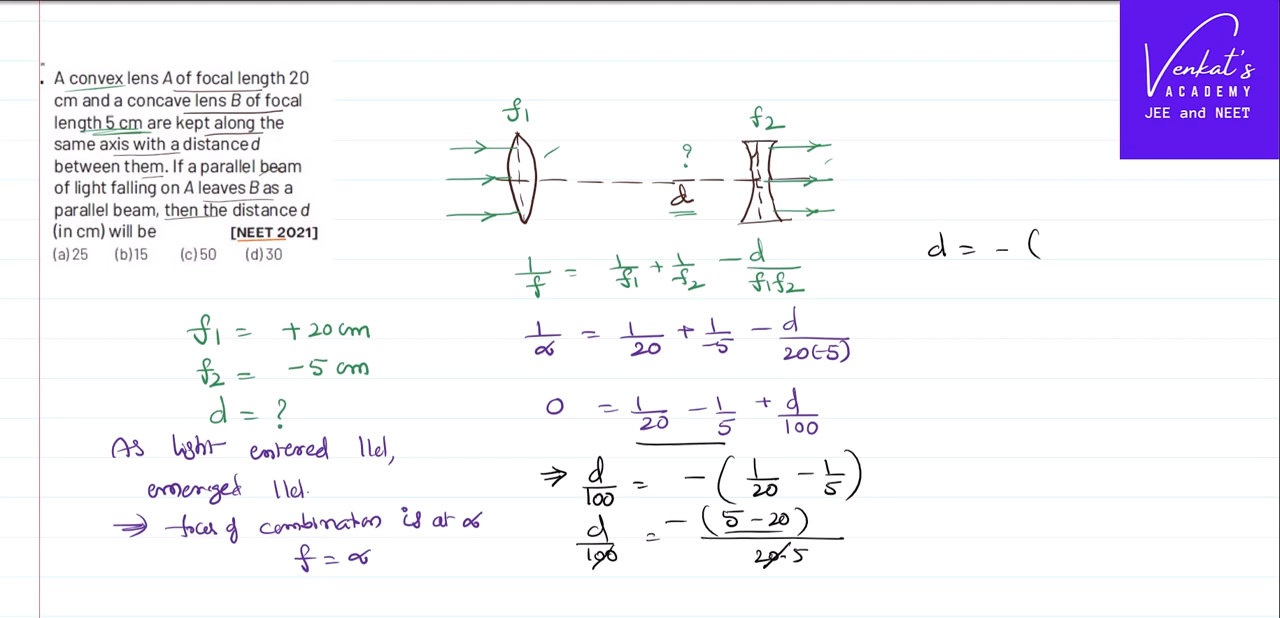 A convex lens A of focal length 20
cm and a concave lens B of focal
length 5 cm are kept along the
same axis with a distance d
between them. If a parallel beam
of light falling on A leaves B as a
parallel beam, then the distance d
(in cm) will be [NEET 2021]
(a) 25 (b) 15 (c) 50 (d) 30
f1 = +20 cm
f2 = -5 cm
d = ?
As light entered llel,
emerged llel.
⇒ focus of combination is at ∝
f = ∝
f1
f2
?
d
1/f = 1/f1 + 1/f2 - d/f1f2
1/∝ = 1/20 + 1/-5 - d/20(-5)
0 = 1/20 - 1/5 + d/100
⇒ d/100 = -(1/20 - 1/5)
d/100 = -(5-20)/20·5
d = -(
Venkat's
ACADEMY
JEE and NEET